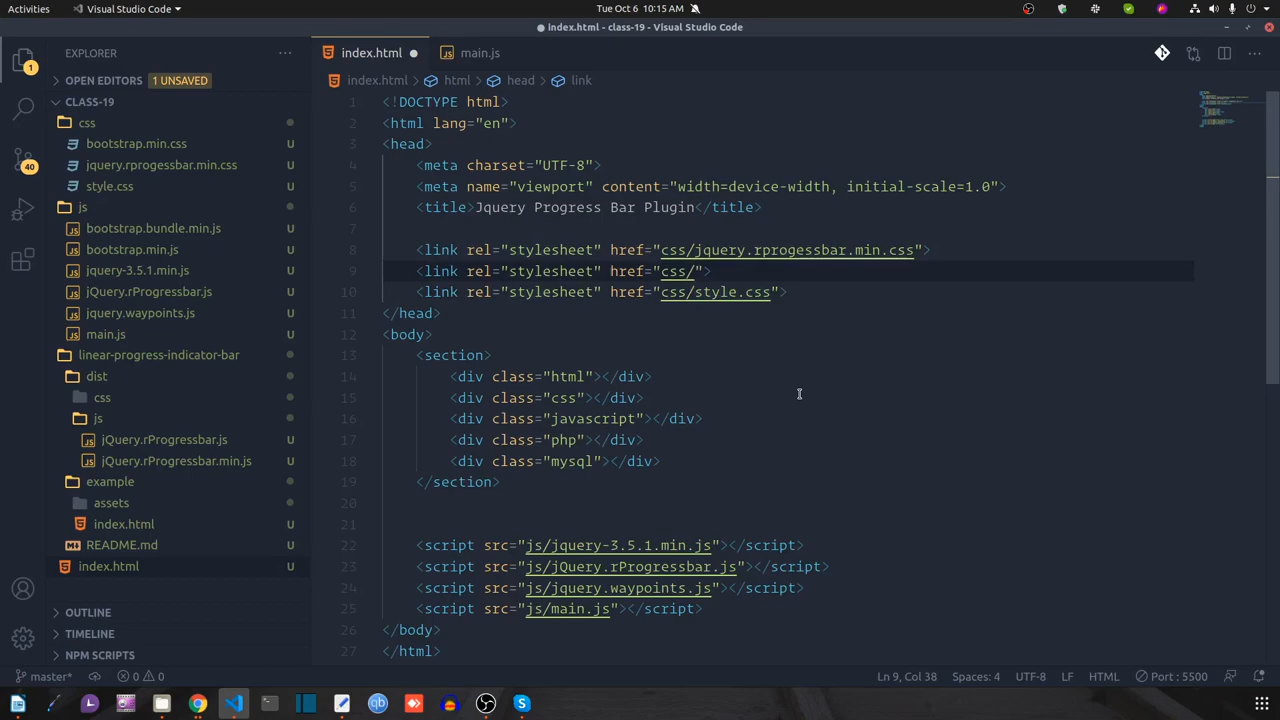 Activities Visual Studio Code Tue Oct 6 10:15 AM
index.html - class-19 - Visual Studio Code
EXPLORER
index.html main.js
OPEN EDITORS 1 UNSAVED
index.html html head link
CLASS-19
css
bootstrap.min.css U
jquery.rprogessbar.min.css U
style.css U
js
bootstrap.bundle.min.js U
bootstrap.min.js U
jquery-3.5.1.min.js U
jQuery.rProgressbar.js U
jquery.waypoints.js U
main.js U
linear-progress-indicator-bar
dist
css
js
jQuery.rProgressbar.js U
jQuery.rProgressbar.min.js U
example
assets
index.html U
README.md U
index.html U
OUTLINE
TIMELINE
NPM SCRIPTS
1
40
1 <!DOCTYPE html>
2 <html lang="en">
3 <head>
4 <meta charset="UTF-8">
5 <meta name="viewport" content="width=device-width, initial-scale=1.0">
6 <title>Jquery Progress Bar Plugin</title>
7
8 <link rel="stylesheet" href="css/jquery.rprogessbar.min.css">
9 <link rel="stylesheet" href="css/">
10 <link rel="stylesheet" href="css/style.css">
11 </head>
12 <body>
13 <section>
14 <div class="html"></div>
15 <div class="css"></div>
16 <div class="javascript"></div>
17 <div class="php"></div>
18 <div class="mysql"></div>
19 </section>
20
21
22 <script src="js/jquery-3.5.1.min.js"></script>
23 <script src="js/jQuery.rProgressbar.js"></script>
24 <script src="js/jquery.waypoints.js"></script>
25 <script src="js/main.js"></script>
26 </body>
27 </html>
master* 0 0 Ln 9, Col 38 Spaces: 4 UTF-8 LF HTML Port : 5500
qb